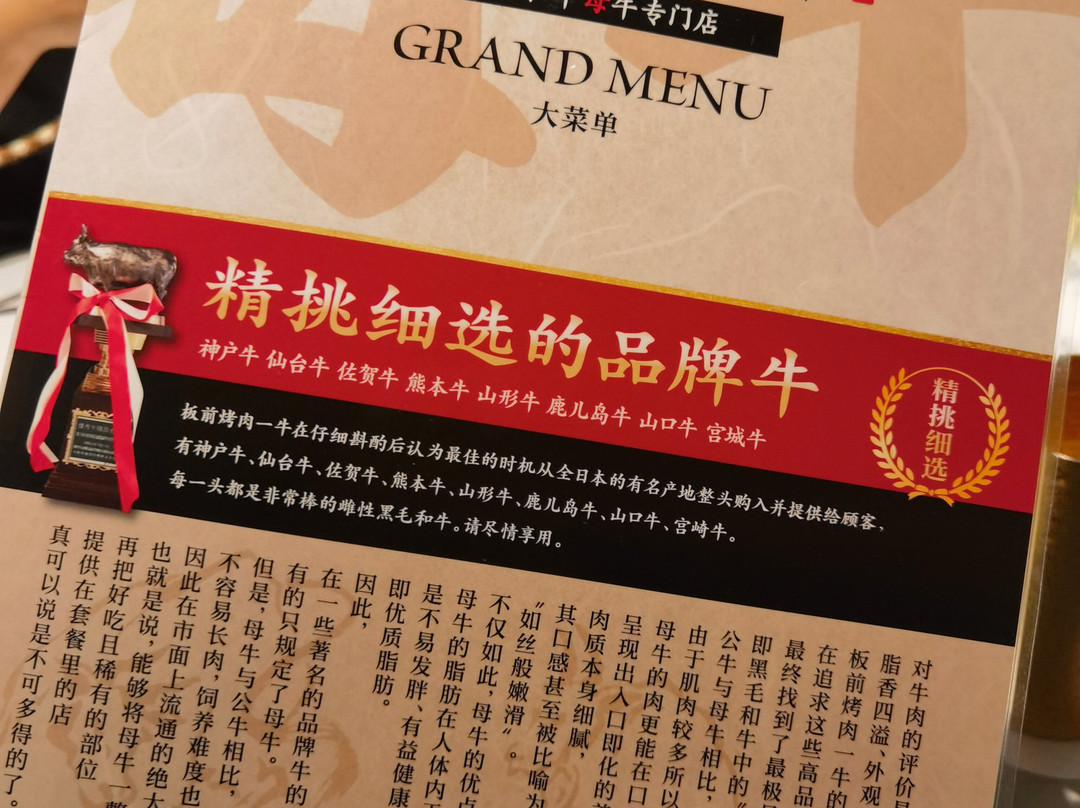 母牛专门店
GRAND MENU
大菜单
精挑细选的品牌牛
神户牛 仙台牛 佐贺牛 熊本牛 山形牛 鹿儿岛牛 山口牛 宫城牛
精挑细选
板前烤肉一牛在仔细斟酌后认为最佳的时机从全日本的有名产地整头购入并提供给顾客,
有神户牛、仙台牛、佐贺牛、熊本牛、山形牛、鹿儿岛牛、山口牛、宫崎牛。
每一头都是非常棒的雌性黑毛和牛。请尽情享用。
对牛肉的评价
脂香四溢、外观
板前烤肉一牛的
在追求这些高品
最终找到了最极
即黑毛和牛中的“
公牛与母牛相比,
由于肌肉较多所以
母牛的肉更能在口
呈现出入口即化的
肉质本身细腻,
其口感甚至被比喻为
“如丝般嫩滑”。
不仅如此,母牛的优点
母牛的脂肪在人体内
是不易发胖、有益健康
即优质脂肪。
因此,
在一些著名的品牌牛的
有的只规定了母牛。
但是,母牛与公牛相比,
不容易长肉,饲养难度也
因此在市面上流通的绝大
也就是说,能够将母牛一整
再把好吃且稀有的部位
提供在套餐里的店
真可以说是不可多得的了。